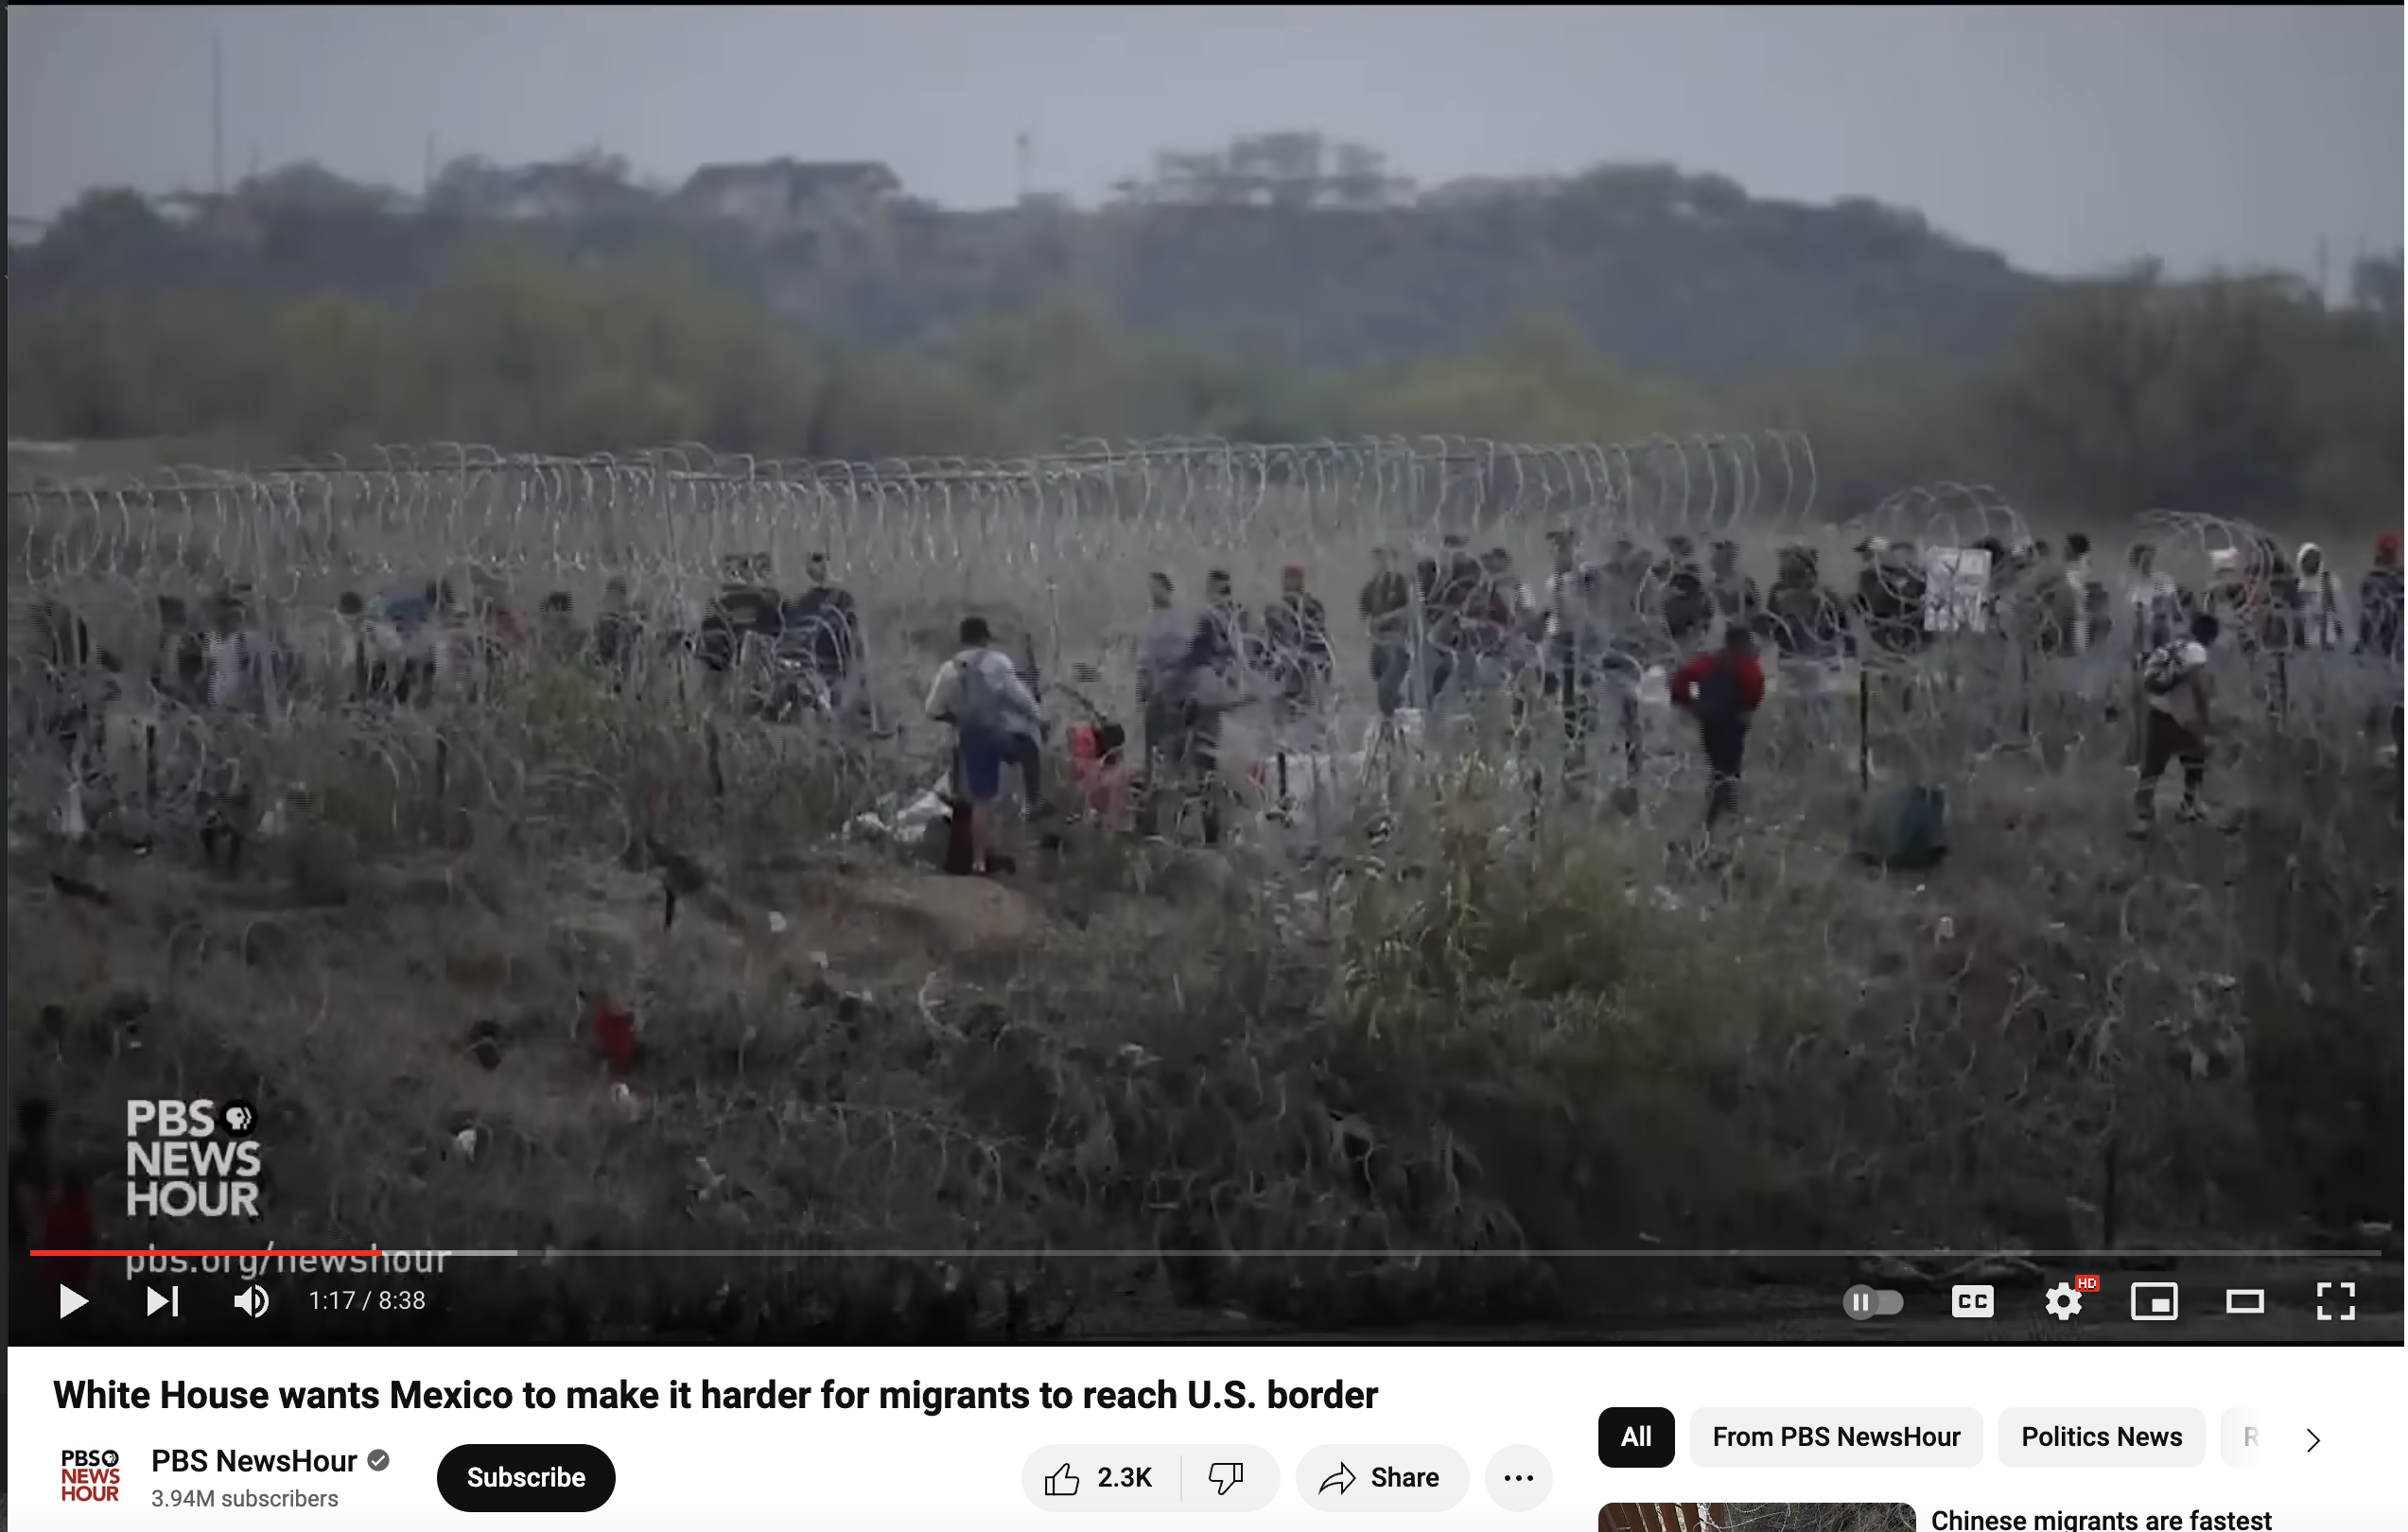 PBS
NEWS
HOUR
pbs.org/newshour
1:17 / 8:38
CC
HD
White House wants Mexico to make it harder for migrants to reach U.S. border
PBS
NEWS
HOUR
PBS NewsHour
3.94M subscribers
Subscribe
2.3K
Share
All
From PBS NewsHour
Politics News
R
Chinese migrants are fastest